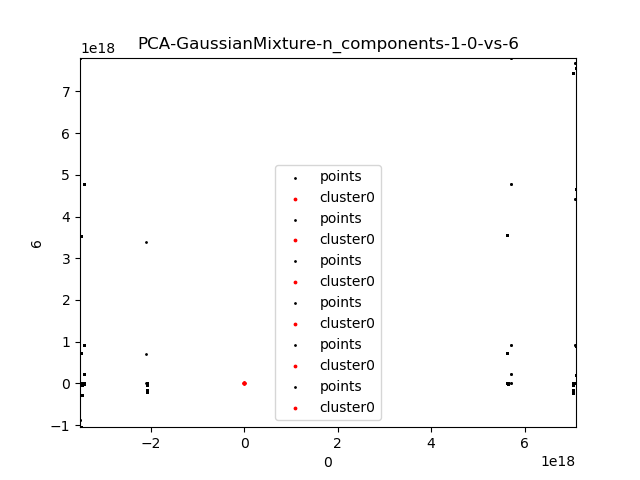 PCA-GaussianMixture-n_components-1-0-vs-6
1e18
7
6
5
4
3
2
1
0
−1
6
points
cluster0
points
cluster0
points
cluster0
points
cluster0
points
cluster0
points
cluster0
−2
0
2
4
6
0
1e18